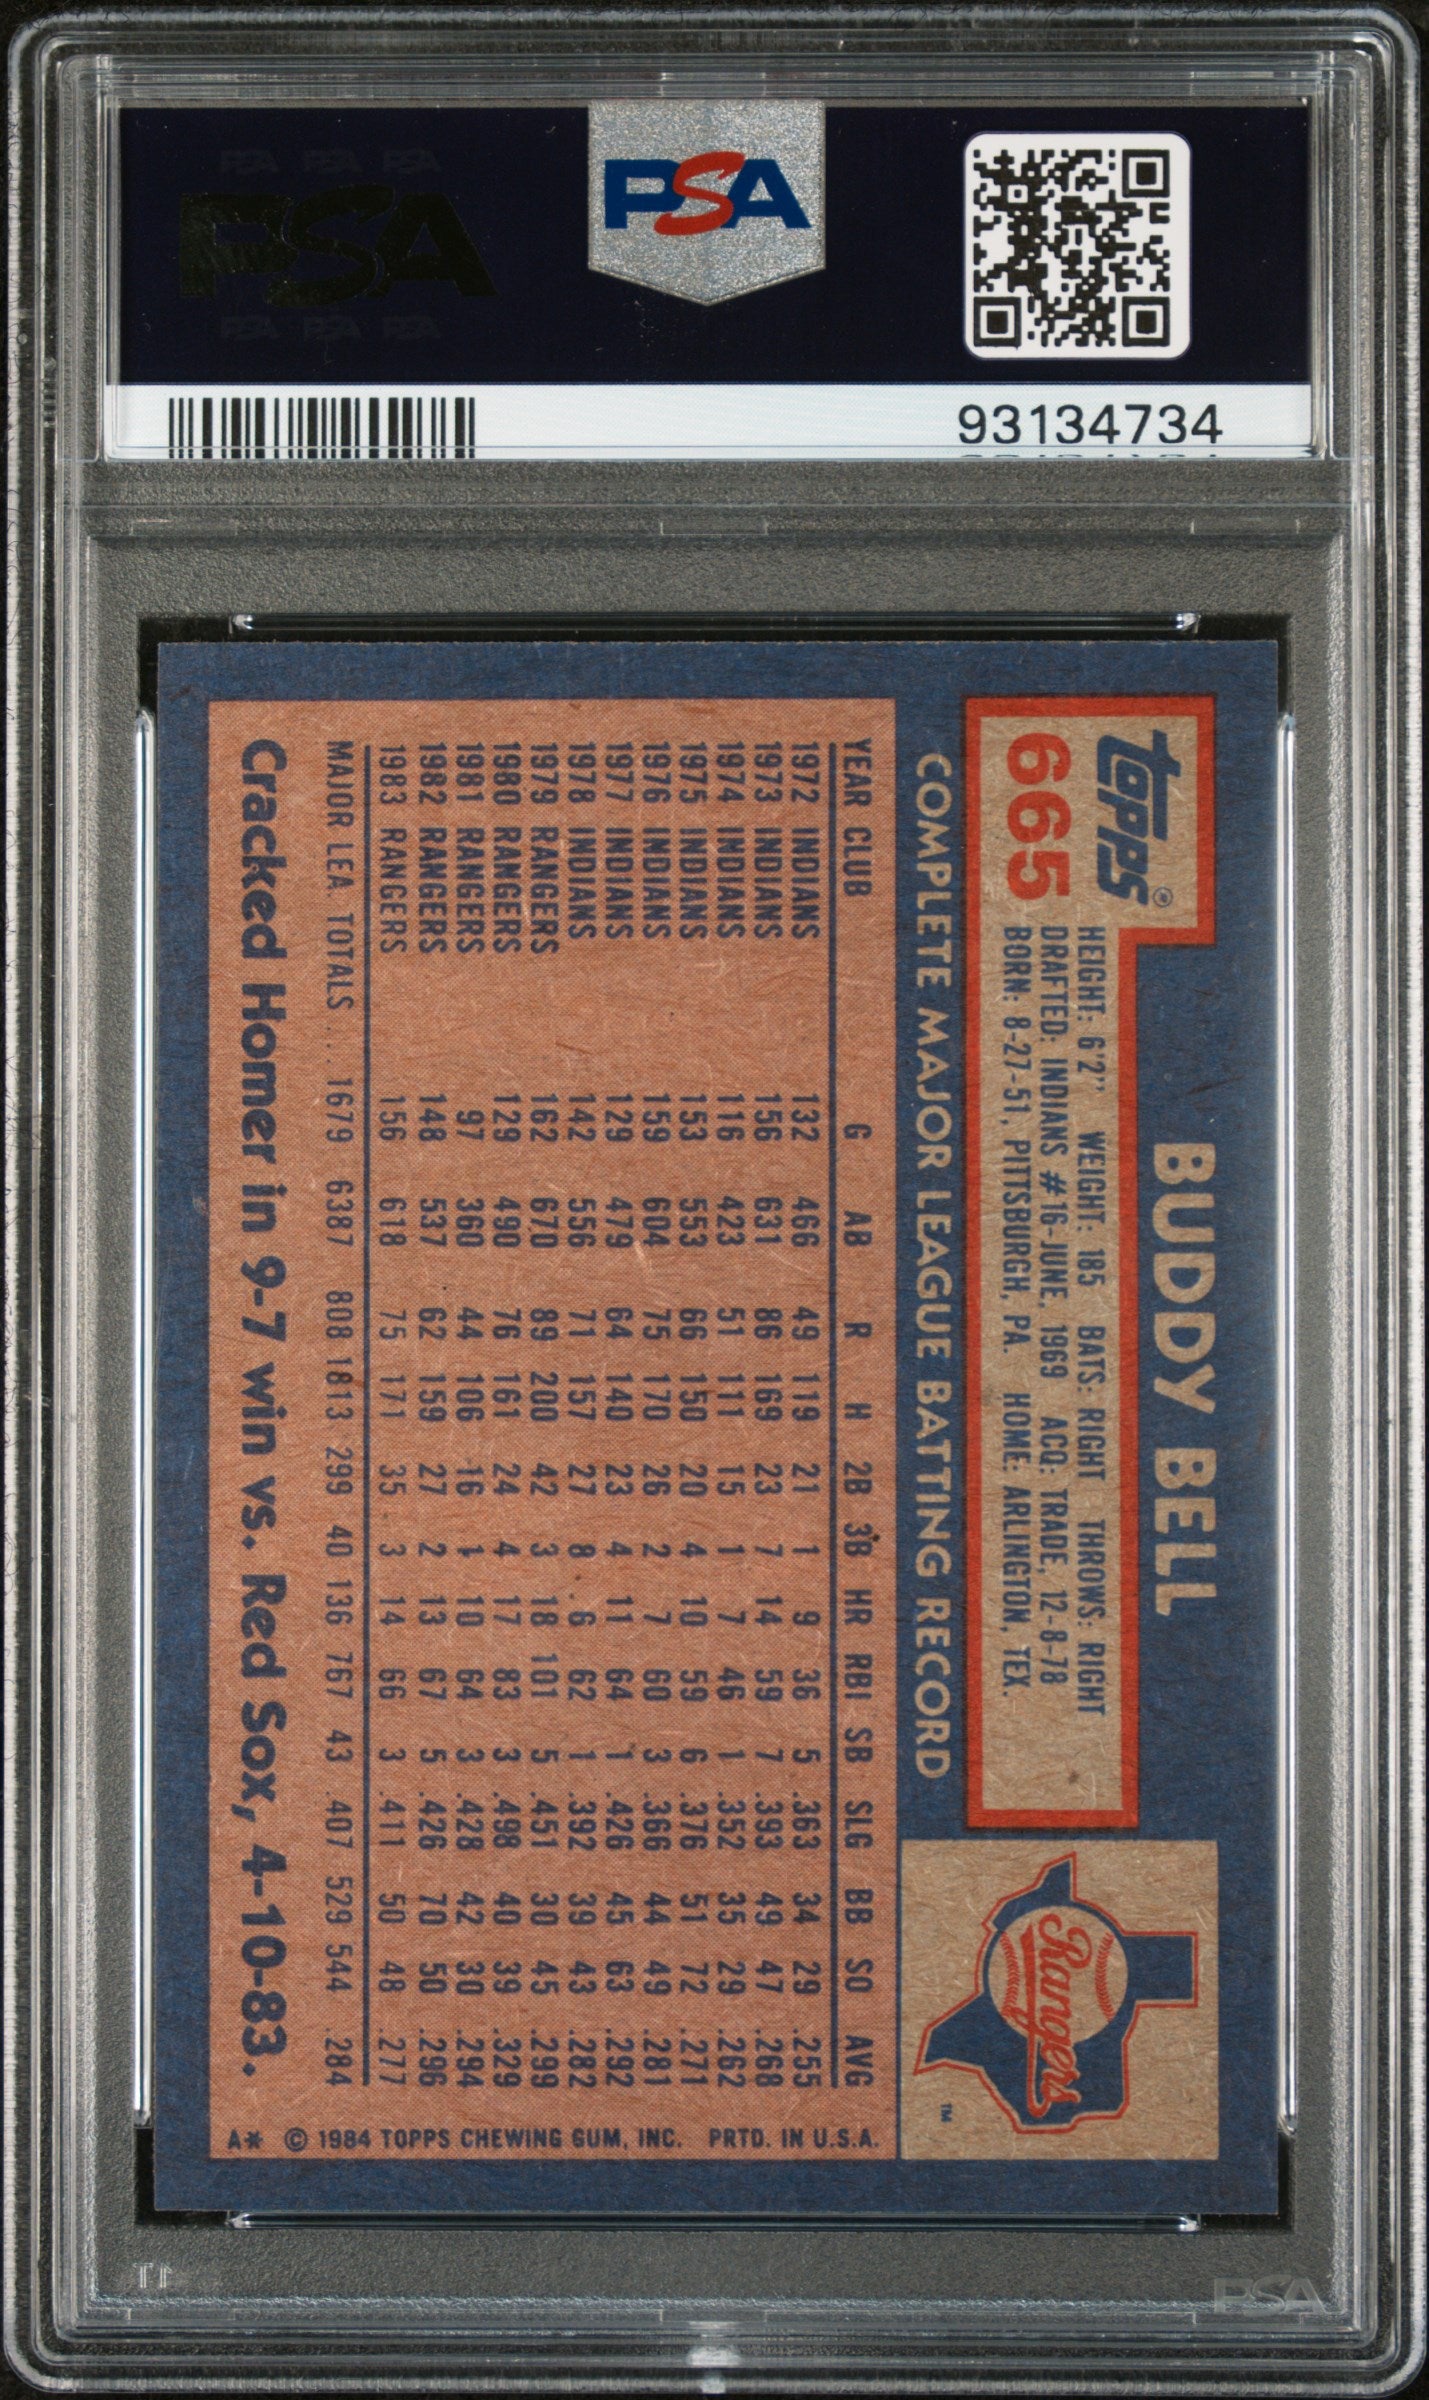 PSA PSA PSA
PSA
PSA PSA PSA
PSA
93134734
topps®
665
BUDDY BELL
HEIGHT: 6'2" WEIGHT: 185 BATS: RIGHT THROWS: RIGHT
DRAFTED: INDIANS #16-JUNE, 1969 ACQ: TRADE, 12-8-78
BORN: 8-27-51, PITTSBURGH, PA. HOME: ARLINGTON, TEX.
Rangers
TM
COMPLETE MAJOR LEAGUE BATTING RECORD
YEAR CLUB G AB R H 2B 3B HR RBI SB SLG BB SO AVG
1972 INDIANS 132 466 49 119 21 1 9 36 5 .363 34 29 .255
1973 INDIANS 156 631 86 169 23 7 14 59 7 .393 49 47 .268
1974 INDIANS 116 423 51 111 15 1 7 46 1 .352 35 29 .262
1975 INDIANS 153 553 66 150 20 4 10 59 6 .376 51 72 .271
1976 INDIANS 159 604 75 170 26 2 7 60 3 .366 44 49 .281
1977 INDIANS 129 479 64 140 23 4 11 64 1 .426 45 63 .292
1978 INDIANS 142 556 71 157 27 8 6 62 1 .392 39 43 .282
1979 RANGERS 162 670 89 200 42 3 18 101 5 .451 30 45 .299
1980 RANGERS 129 490 76 161 24 4 17 83 3 .498 40 39 .329
1981 RANGERS 97 360 44 106 16 1 10 64 3 .428 42 30 .294
1982 RANGERS 148 537 62 159 27 2 13 67 5 .426 70 50 .296
1983 RANGERS 156 618 75 171 35 3 14 66 3 .411 50 48 .277
MAJOR LEA. TOTALS .... 1679 6387 808 1813 299 40 136 767 43 .407 529 544 .284
Cracked Homer in 9-7 win vs. Red Sox, 4-10-83.
A* © 1984 TOPPS CHEWING GUM, INC. PRTD. IN U.S.A.
PSA